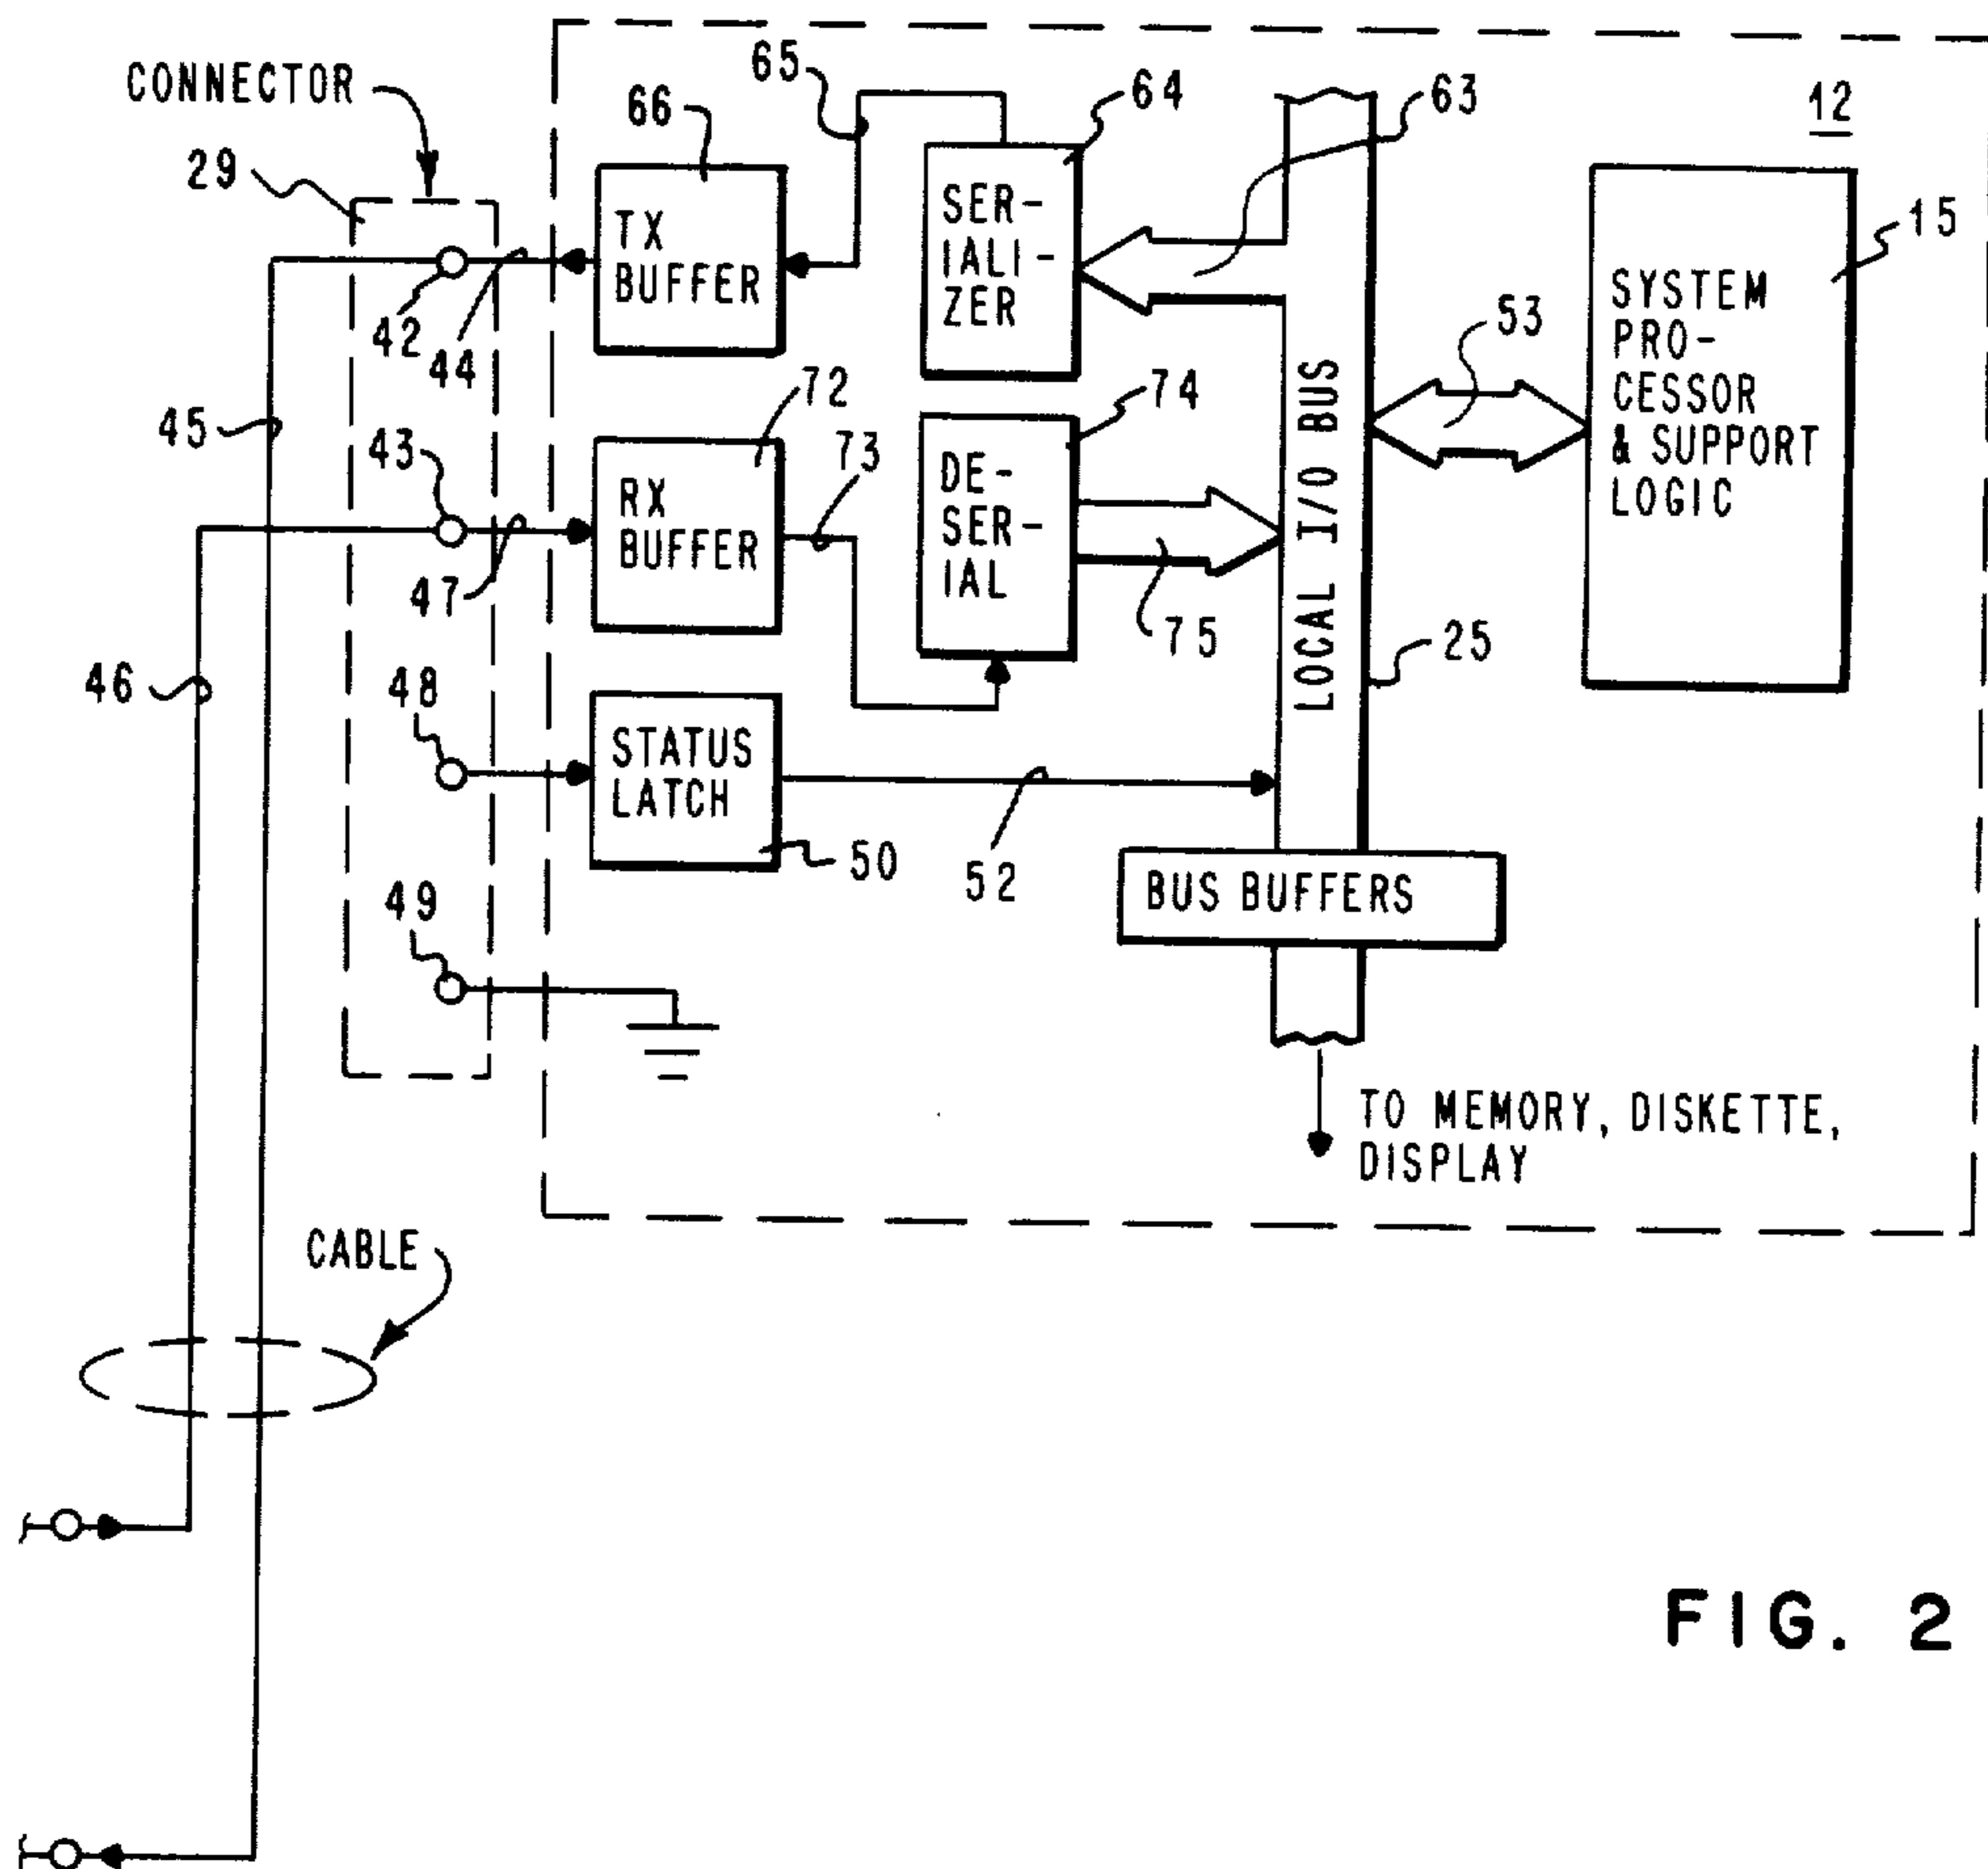 CONNECTOR
29
65
66
64
63
12
TX
BUFFER
SER-
IALI-
ZER
15
SYSTEM
PRO-
CESSOR
& SUPPORT
LOGIC
42
44
53
45
43
72
73
74
RX
BUFFER
DE-
SER-
IAL
LOCAL I/O BUS
47
75
25
46
48
STATUS
LATCH
50
52
49
BUS BUFFERS
TO MEMORY, DISKETTE,
DISPLAY
CABLE
FIG. 2